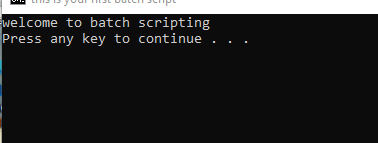 this is your first batch script
welcome to batch scripting
Press any key to continue . . .